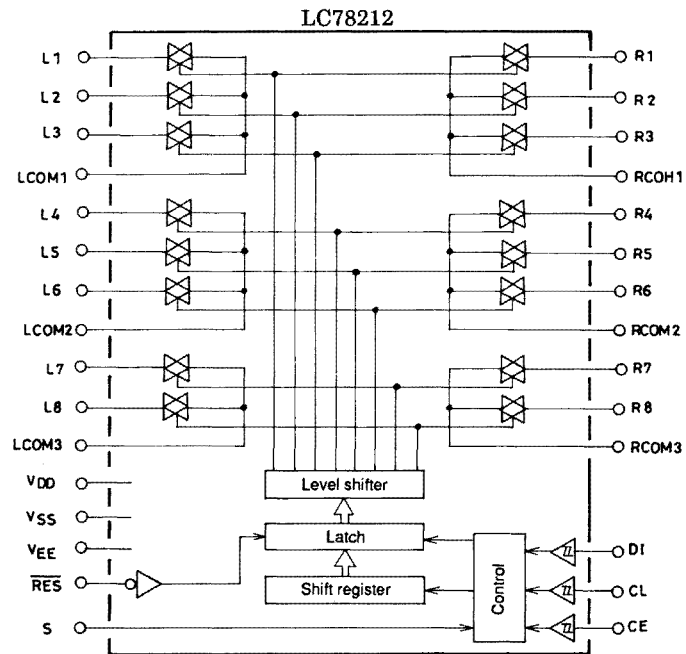 LC78212
L1
R1
L2
R2
L3
R3
LCOM1
RCOH1
L4
R4
L5
R5
L6
R6
LCOM2
RCOM2
L7
R7
L8
R8
LCOM3
RCOM3
VDD
Level shifter
VSS
Latch
VEE
DI
RES
Shift register
Control
CL
S
CE